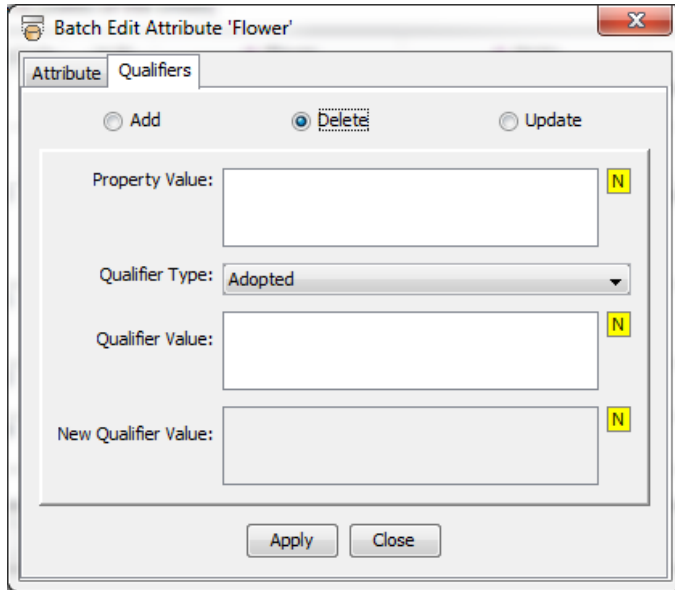 Batch Edit Attribute 'Flower'
Attribute Qualifiers
Add Delete Update
Property Value: N
Qualifier Type: Adopted
Qualifier Value: N
New Qualifier Value: N
Apply Close